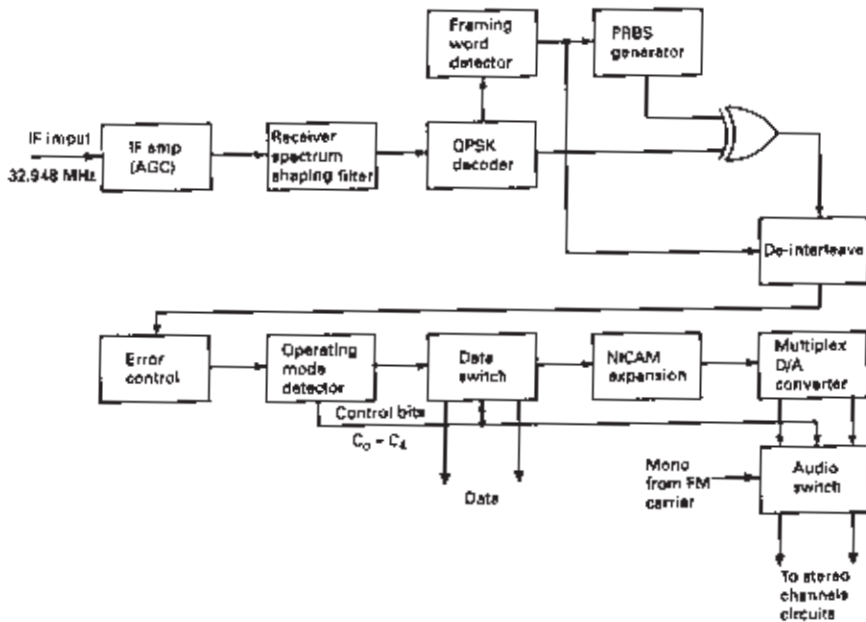 Framing
word
detector
PRBS
generator
IF input
32.948 MHz
IF amp
(AGC)
Receiver
spectrum
shaping filter
QPSK
decoder
De-interleave
Error
control
Operating
mode
detector
Data
switch
NICAM
expansion
Multiplex
D/A
converter
Control bits
C₀ – C₄
Data
Mono
from FM
carrier
Audio
switch
To stereo
channels
circuits